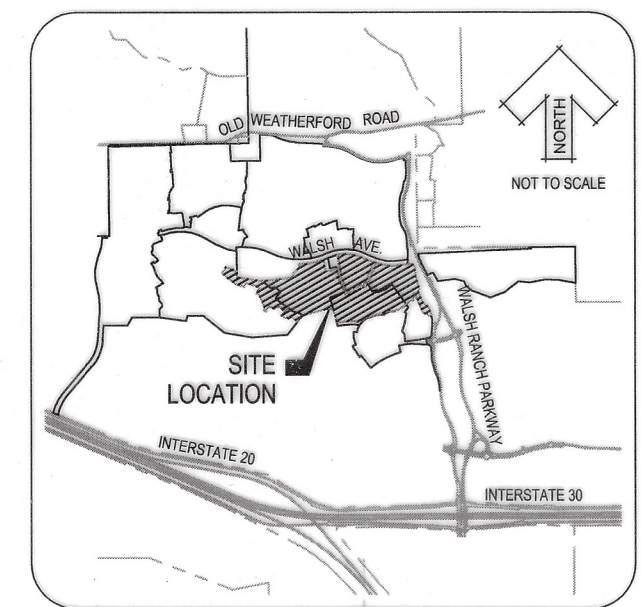 OLD WEATHERFORD ROAD
NORTH
NOT TO SCALE
WALSH AVE.
WALSH RANCH PARKWAY
SITE
LOCATION
INTERSTATE 20
INTERSTATE 30